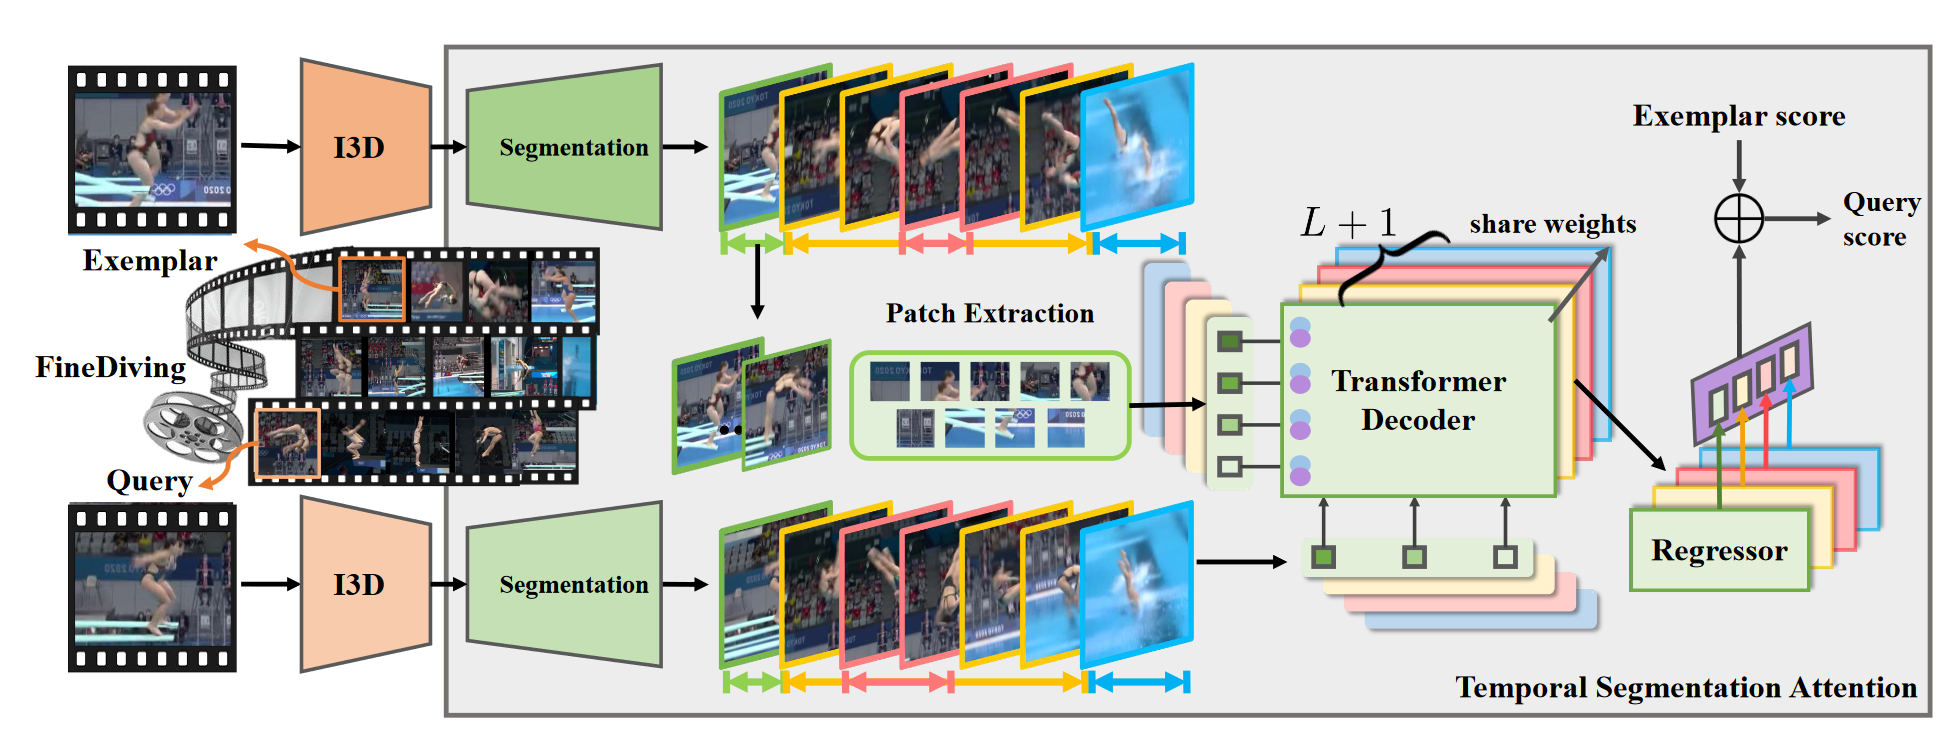 Exemplar
I3D
Segmentation
FineDiving
Query
I3D
Segmentation
Patch Extraction
L + 1
share weights
Transformer
Decoder
Exemplar score
Query
score
Regressor
Temporal Segmentation Attention